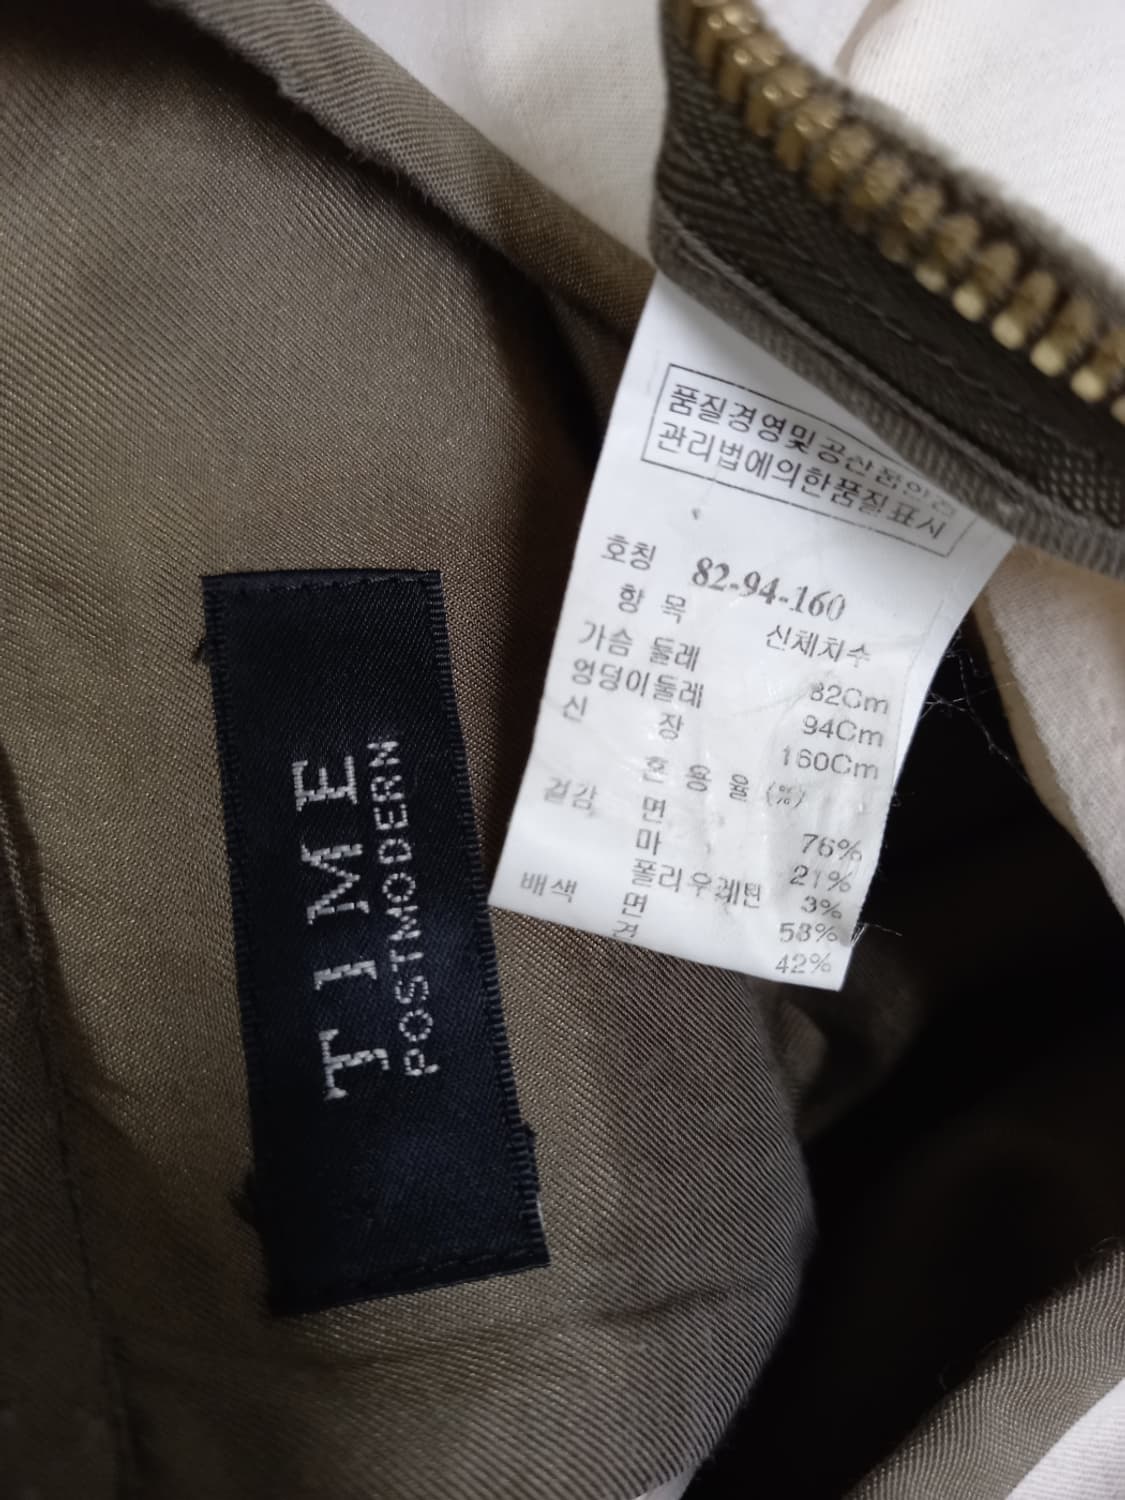 TIME
POSTMODERN
품질경영및공산품안전
관리법에의한품질표시
호칭 82-94-160
항 목 신체치수
가슴 둘레 82Cm
엉덩이둘레 94Cm
신 장 160Cm
혼 용 율 (%)
겉감 면 76%
마 21%
폴리우레탄 3%
배색 면 58%
견 42%